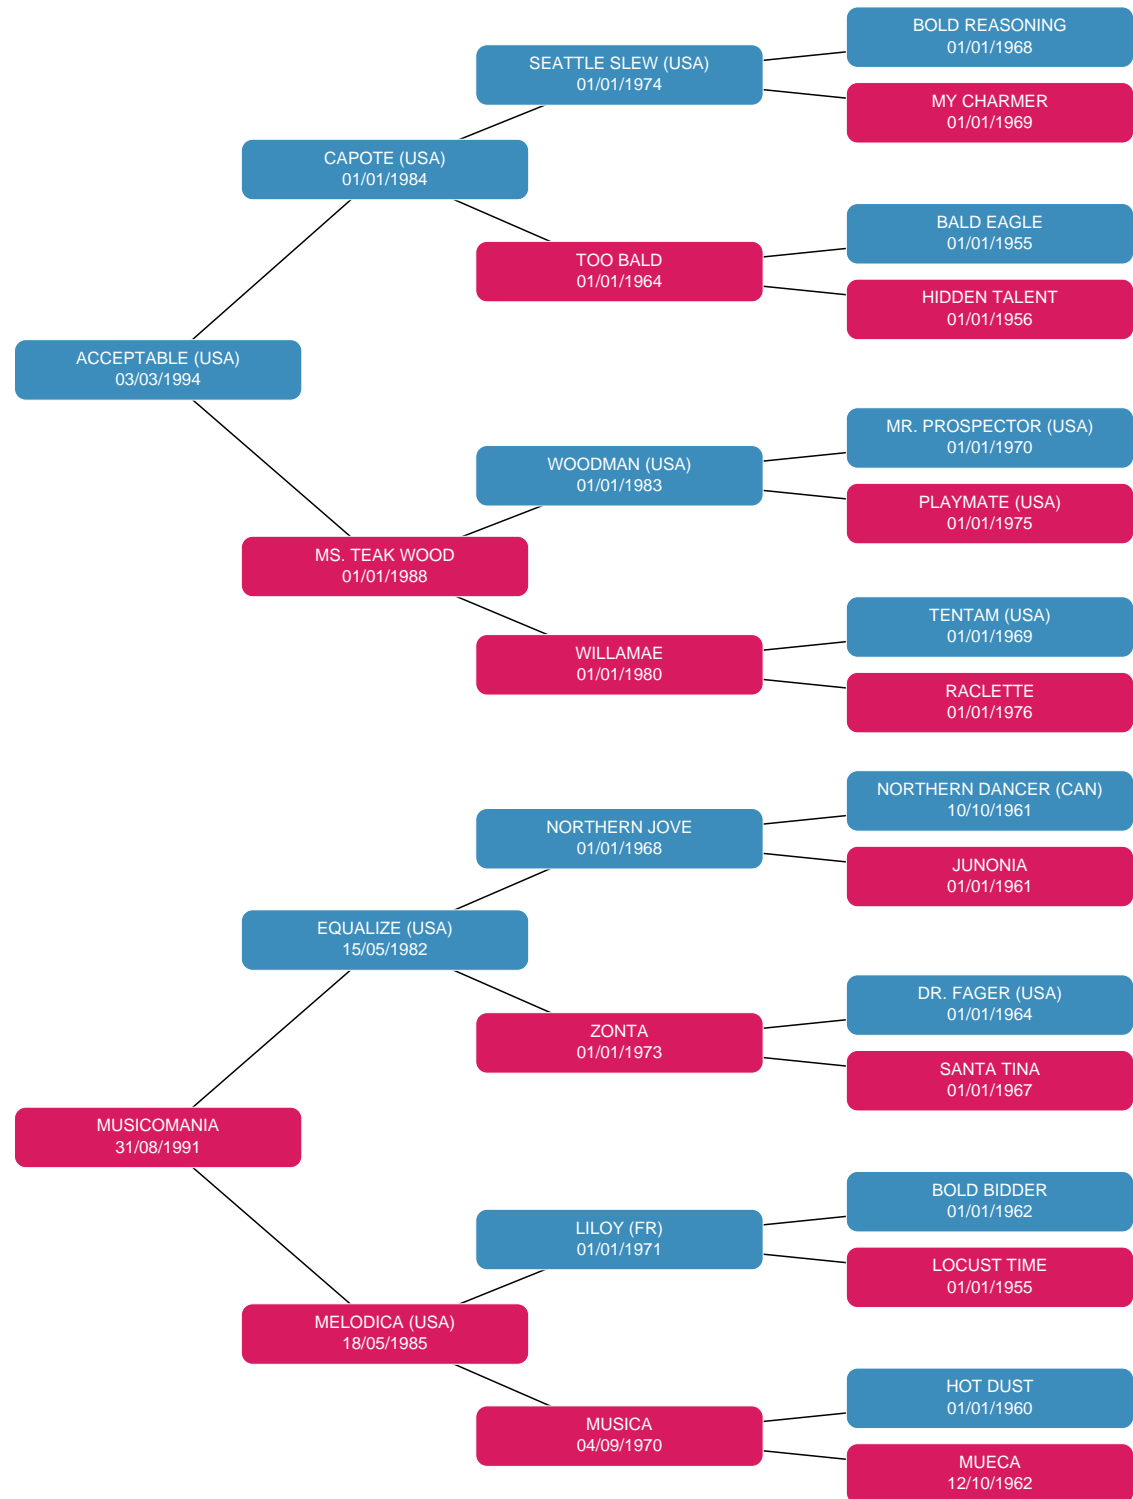 BOLD REASONING
01/01/1968
SEATTLE SLEW (USA)
01/01/1974
MY CHARMER
01/01/1969
CAPOTE (USA)
01/01/1984
BALD EAGLE
01/01/1955
TOO BALD
01/01/1964
HIDDEN TALENT
01/01/1956
ACCEPTABLE (USA)
03/03/1994
MR. PROSPECTOR (USA)
01/01/1970
WOODMAN (USA)
01/01/1983
PLAYMATE (USA)
01/01/1975
MS. TEAK WOOD
01/01/1988
TENTAM (USA)
01/01/1969
WILLAMAE
01/01/1980
RACLETTE
01/01/1976
NORTHERN DANCER (CAN)
10/10/1961
NORTHERN JOVE
01/01/1968
JUNONIA
01/01/1961
EQUALIZE (USA)
15/05/1982
DR. FAGER (USA)
01/01/1964
ZONTA
01/01/1973
SANTA TINA
01/01/1967
MUSICOMANIA
31/08/1991
BOLD BIDDER
01/01/1962
LILOY (FR)
01/01/1971
LOCUST TIME
01/01/1955
MELODICA (USA)
18/05/1985
HOT DUST
01/01/1960
MUSICA
04/09/1970
MUECA
12/10/1962